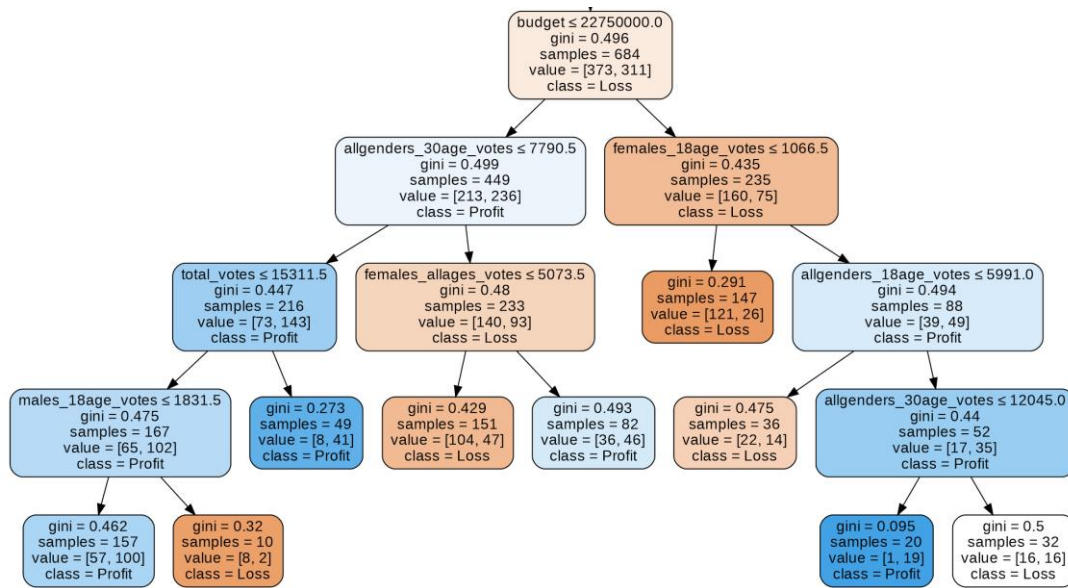 budget ≤ 22750000.0
gini = 0.496
samples = 684
value = [373, 311]
class = Loss
allgenders_30age_votes ≤ 7790.5
gini = 0.499
samples = 449
value = [213, 236]
class = Profit
females_18age_votes ≤ 1066.5
gini = 0.435
samples = 235
value = [160, 75]
class = Loss
total_votes ≤ 15311.5
gini = 0.447
samples = 216
value = [73, 143]
class = Profit
females_allages_votes ≤ 5073.5
gini = 0.48
samples = 233
value = [140, 93]
class = Loss
gini = 0.291
samples = 147
value = [121, 26]
class = Loss
allgenders_18age_votes ≤ 5991.0
gini = 0.494
samples = 88
value = [39, 49]
class = Profit
males_18age_votes ≤ 1831.5
gini = 0.475
samples = 167
value = [65, 102]
class = Profit
gini = 0.273
samples = 49
value = [8, 41]
class = Profit
gini = 0.429
samples = 151
value = [104, 47]
class = Loss
gini = 0.493
samples = 82
value = [36, 46]
class = Profit
gini = 0.475
samples = 36
value = [22, 14]
class = Loss
allgenders_30age_votes ≤ 12045.0
gini = 0.44
samples = 52
value = [17, 35]
class = Profit
gini = 0.462
samples = 157
value = [57, 100]
class = Profit
gini = 0.32
samples = 10
value = [8, 2]
class = Loss
gini = 0.095
samples = 20
value = [1, 19]
class = Profit
gini = 0.5
samples = 32
value = [16, 16]
class = Loss